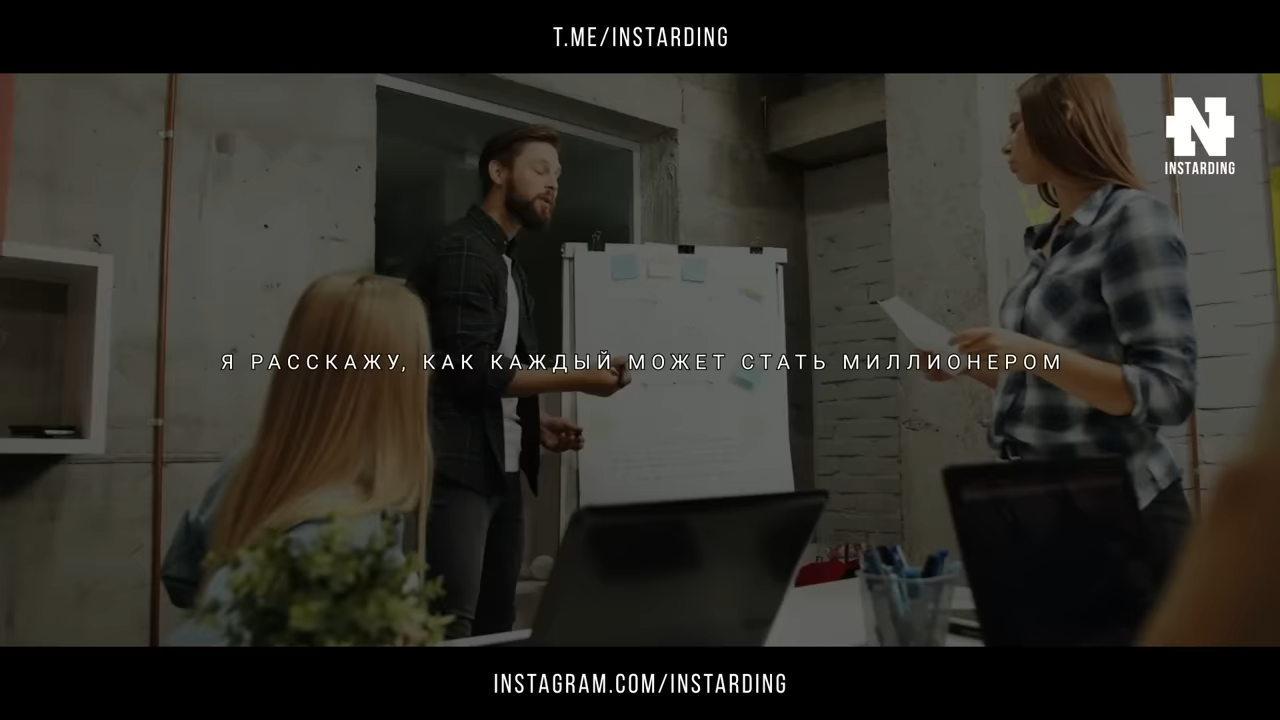 T.ME/INSTARDING
N
INSTARDING
Я РАССКАЖУ, КАК КАЖДЫЙ МОЖЕТ СТАТЬ МИЛЛИОНЕРОМ
INSTAGRAM.COM/INSTARDING